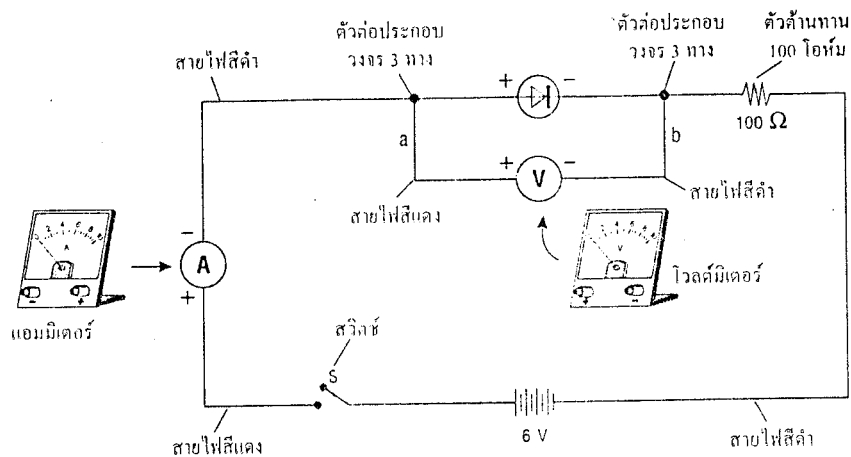 ตัวต่อประกอบ
วงจร 3 ทาง
ตัวต่อประกอบ
วงจร 3 ทาง
ตัวต้านทาน
100 โอห์ม
สายไฟสีดำ
+
−
100 Ω
a
b
+
V
−
สายไฟสีแดง
สายไฟสีดำ
0 2 4 6 8 10
A
−
+
แอมมิเตอร์
−
A
+
V
+
−
โวลต์มิเตอร์
สวิตช์
S
6 V
สายไฟสีแดง
สายไฟสีดำ